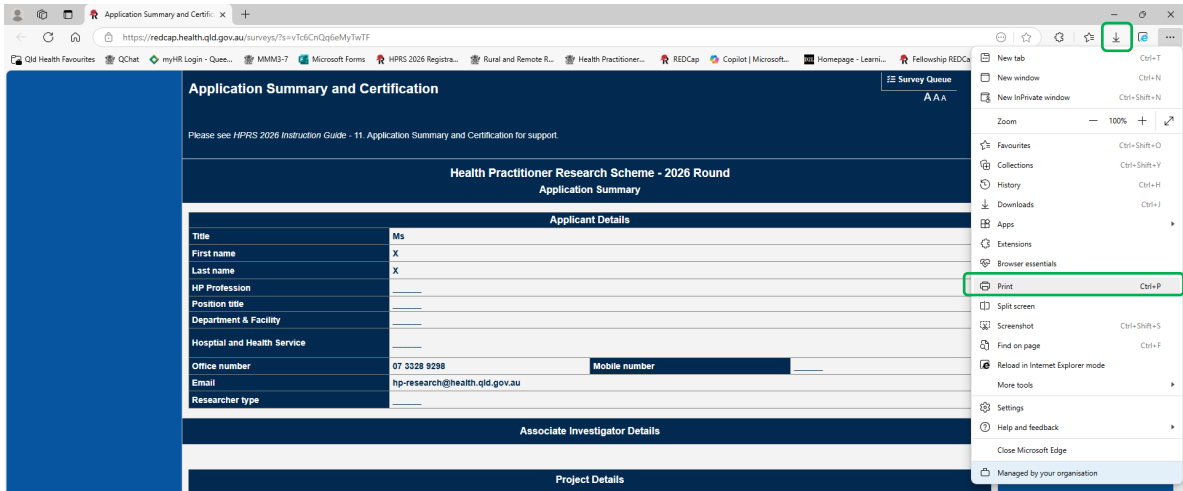 Application Summary and Certific
https://redcap.health.qld.gov.au/surveys/?s=vTc6CnQq6eMyTwTF
Qld Health Favourites QChat myHR Login - Quee... MMM3-7 Microsoft Forms HPRS 2026 Registra... Rural and Remote R... Health Practitioner... REDCap Copilot | Microsoft... Homepage - Learni... Fellowship REDCa
Application Summary and Certification
Survey Queue
A A A
Please see HPRS 2026 Instruction Guide - 11. Application Summary and Certification for support.
Health Practitioner Research Scheme - 2026 Round
Application Summary
Applicant Details
Title Ms
First name X
Last name X
HP Profession
Position title
Department & Facility
Hosptial and Health Service
Office number 07 3328 9298 Mobile number
Email hp-research@health.qld.gov.au
Researcher type
Associate Investigator Details
Project Details
New tab Ctrl+T
New window Ctrl+N
New InPrivate window Ctrl+Shift+N
Zoom 100%
Favourites Ctrl+Shift+O
Collections Ctrl+Shift+Y
History Ctrl+H
Downloads Ctrl+J
Apps
Extensions
Browser essentials
Print Ctrl+P
Split screen
Screenshot Ctrl+Shift+S
Find on page Ctrl+F
Reload in Internet Explorer mode
More tools
Settings
Help and feedback
Close Microsoft Edge
Managed by your organisation